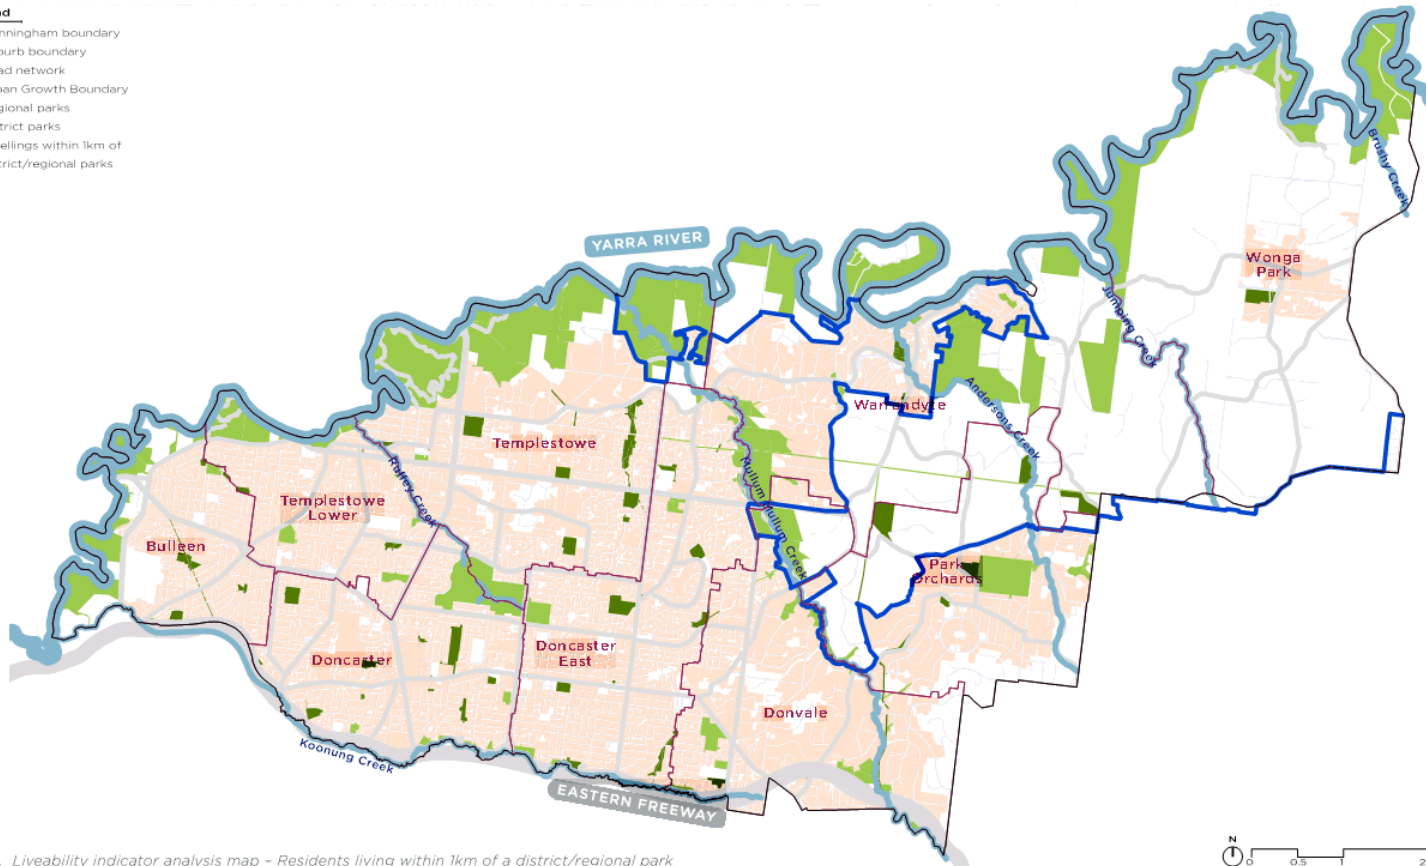 nd
nningham boundary
burb boundary
ad network
ban Growth Boundary
gional parks
trict parks
ellings within 1km of
trict/regional parks
YARRA RIVER
Brushy Creek
Wonga
Park
Jumping Creek
Warrandyte
Andersons Creek
Templestowe
Ruffey Creek
Mullum Mullum Creek
Templestowe
Lower
Bulleen
Park
Orchards
Doncaster
Doncaster
East
Donvale
Koonung Creek
EASTERN FREEWAY
Liveability indicator analysis map – Residents living within 1km of a district/regional park
N
0 0.5 1 2